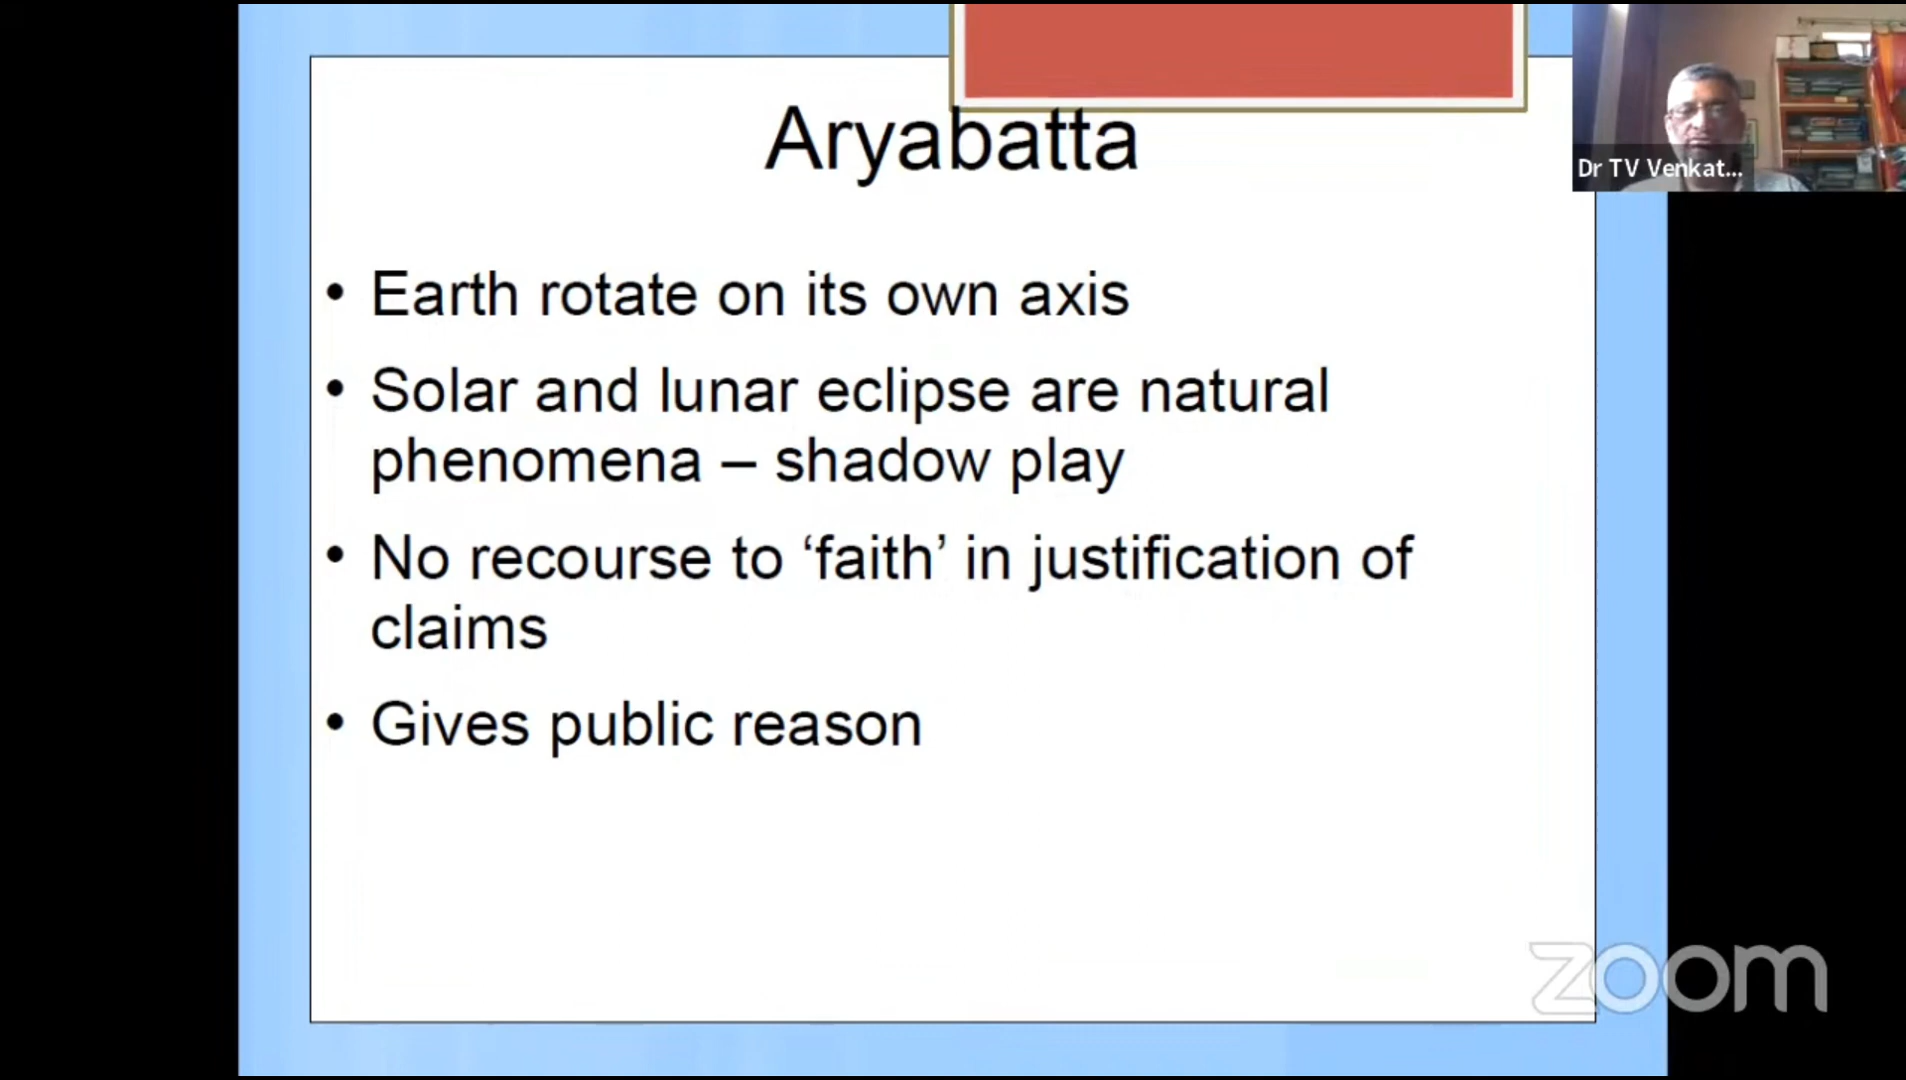 Aryabatta
Dr TV Venkat...
• Earth rotate on its own axis
• Solar and lunar eclipse are natural
phenomena – shadow play
• No recourse to ‘faith’ in justification of
claims
• Gives public reason
zoom